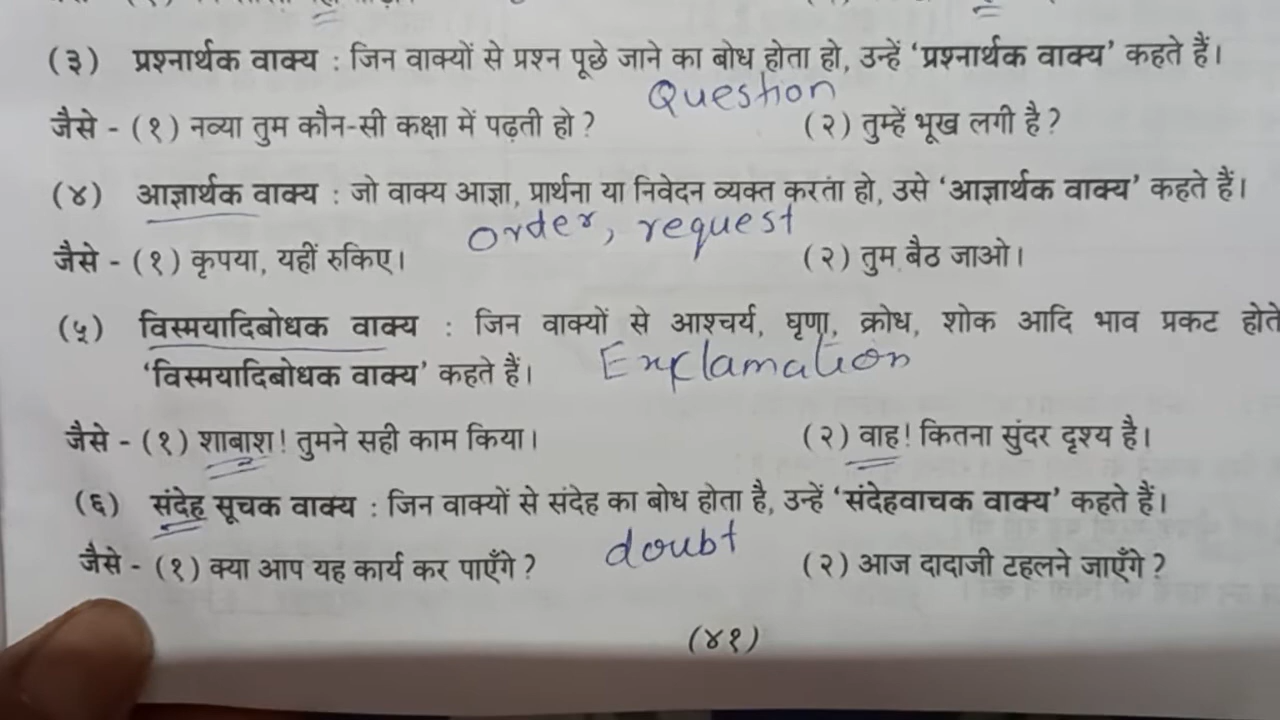 (३) प्रश्नार्थक वाक्य : जिन वाक्यों से प्रश्न पूछे जाने का बोध होता हो, उन्हें ‘प्रश्नार्थक वाक्य’ कहते हैं।
Question
जैसे - (१) नव्या तुम कौन-सी कक्षा में पढ़ती हो ? (२) तुम्हें भूख लगी है ?
(४) आज्ञार्थक वाक्य : जो वाक्य आज्ञा, प्रार्थना या निवेदन व्यक्त करता हो, उसे ‘आज्ञार्थक वाक्य’ कहते हैं।
order, request
जैसे - (१) कृपया, यहीं रुकिए। (२) तुम बैठ जाओ।
(५) विस्मयादिबोधक वाक्य : जिन वाक्यों से आश्चर्य, घृणा, क्रोध, शोक आदि भाव प्रकट होते
‘विस्मयादिबोधक वाक्य’ कहते हैं। Exclamation
जैसे - (१) शाबाश! तुमने सही काम किया। (२) वाह! कितना सुंदर दृश्य है।
(६) संदेह सूचक वाक्य : जिन वाक्यों से संदेह का बोध होता है, उन्हें ‘संदेहवाचक वाक्य’ कहते हैं।
doubt
जैसे - (१) क्या आप यह कार्य कर पाएँगे ? (२) आज दादाजी टहलने जाएँगे ?
(४१)